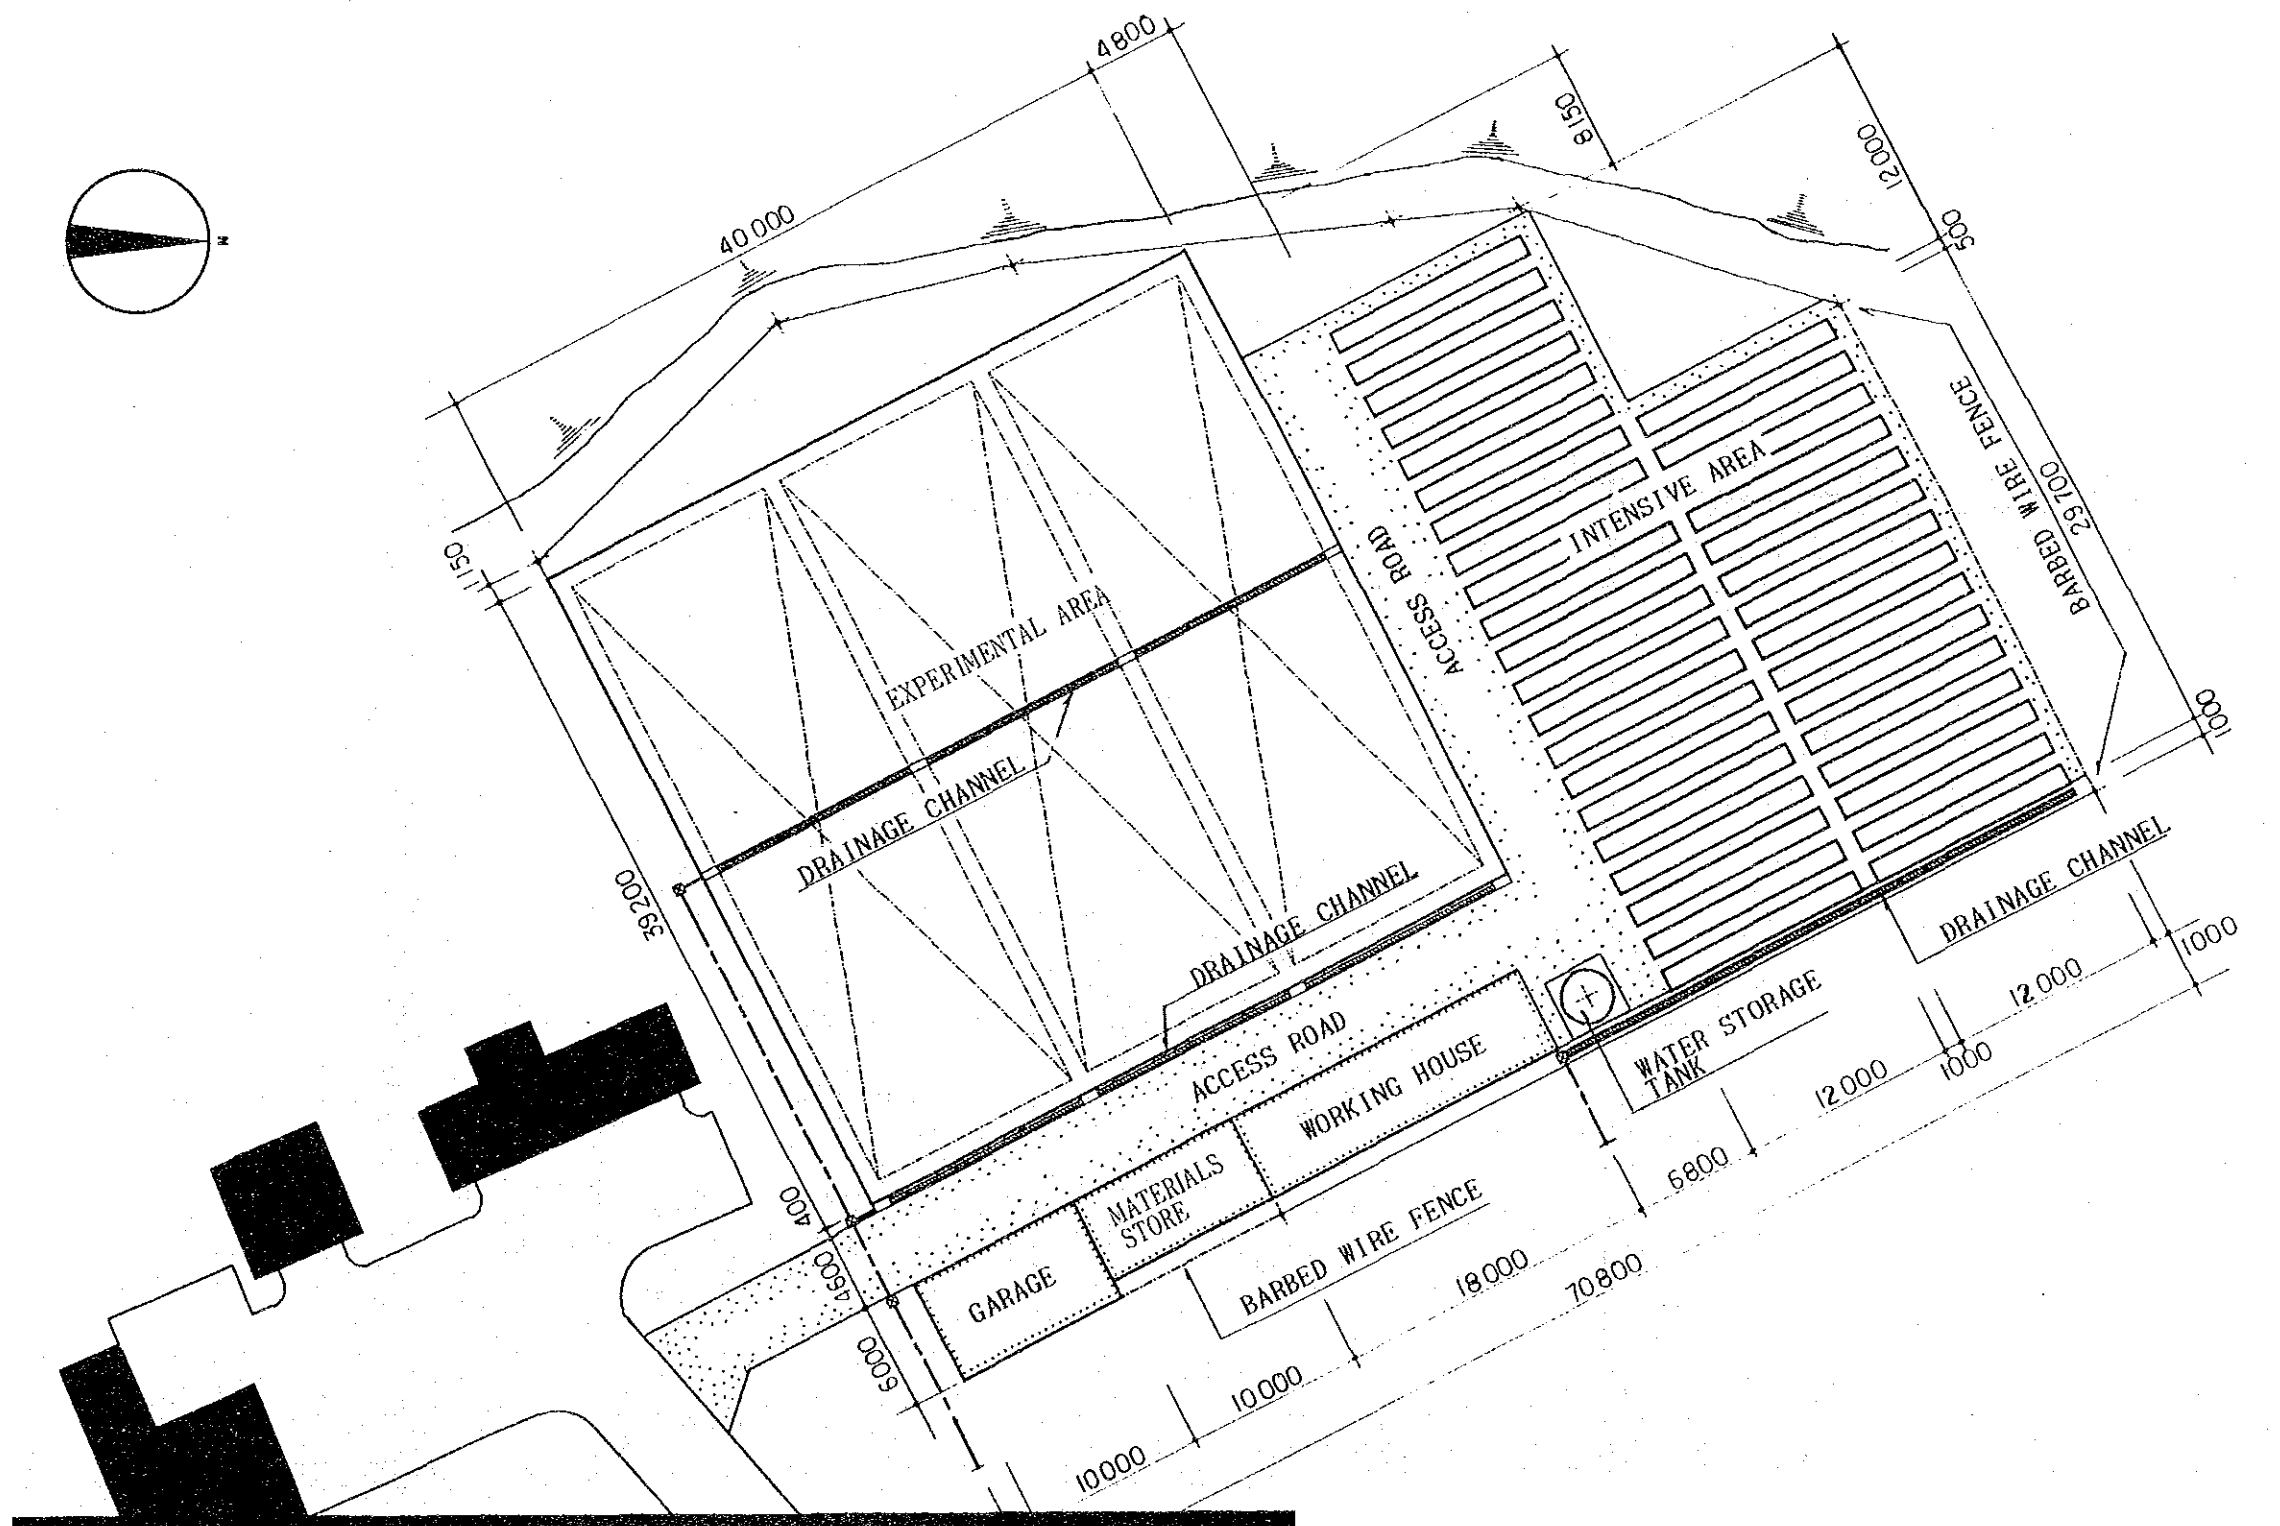 4800
40000
8150
12000
500
N
BARBED WIRE FENCE
29700
1000
1150
INTENSIVE AREA
ACCESS ROAD
EXPERIMENTAL AREA
DRAINAGE CHANNEL
39200
DRAINAGE CHANNEL
DRAINAGE CHANNEL
1000
12000
WATER STORAGE
TANK
1000
12000
6800
ACCESS ROAD
WORKING HOUSE
MATERIALS
STORE
GARAGE
400
4600
6000
BARBED WIRE FENCE
18000
70800
10000
10000